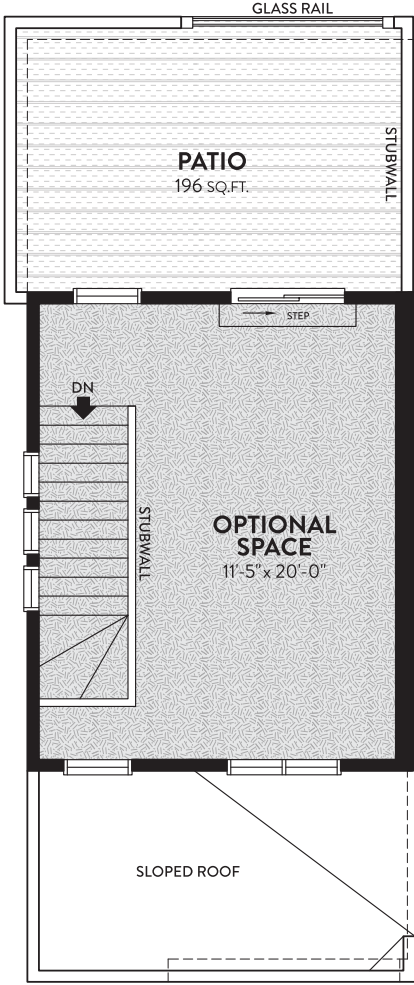 GLASS RAIL
STUBWALL
PATIO
196 SQ.FT.
STEP
DN
STUBWALL
OPTIONAL
SPACE
11'-5" x 20'-0"
SLOPED ROOF